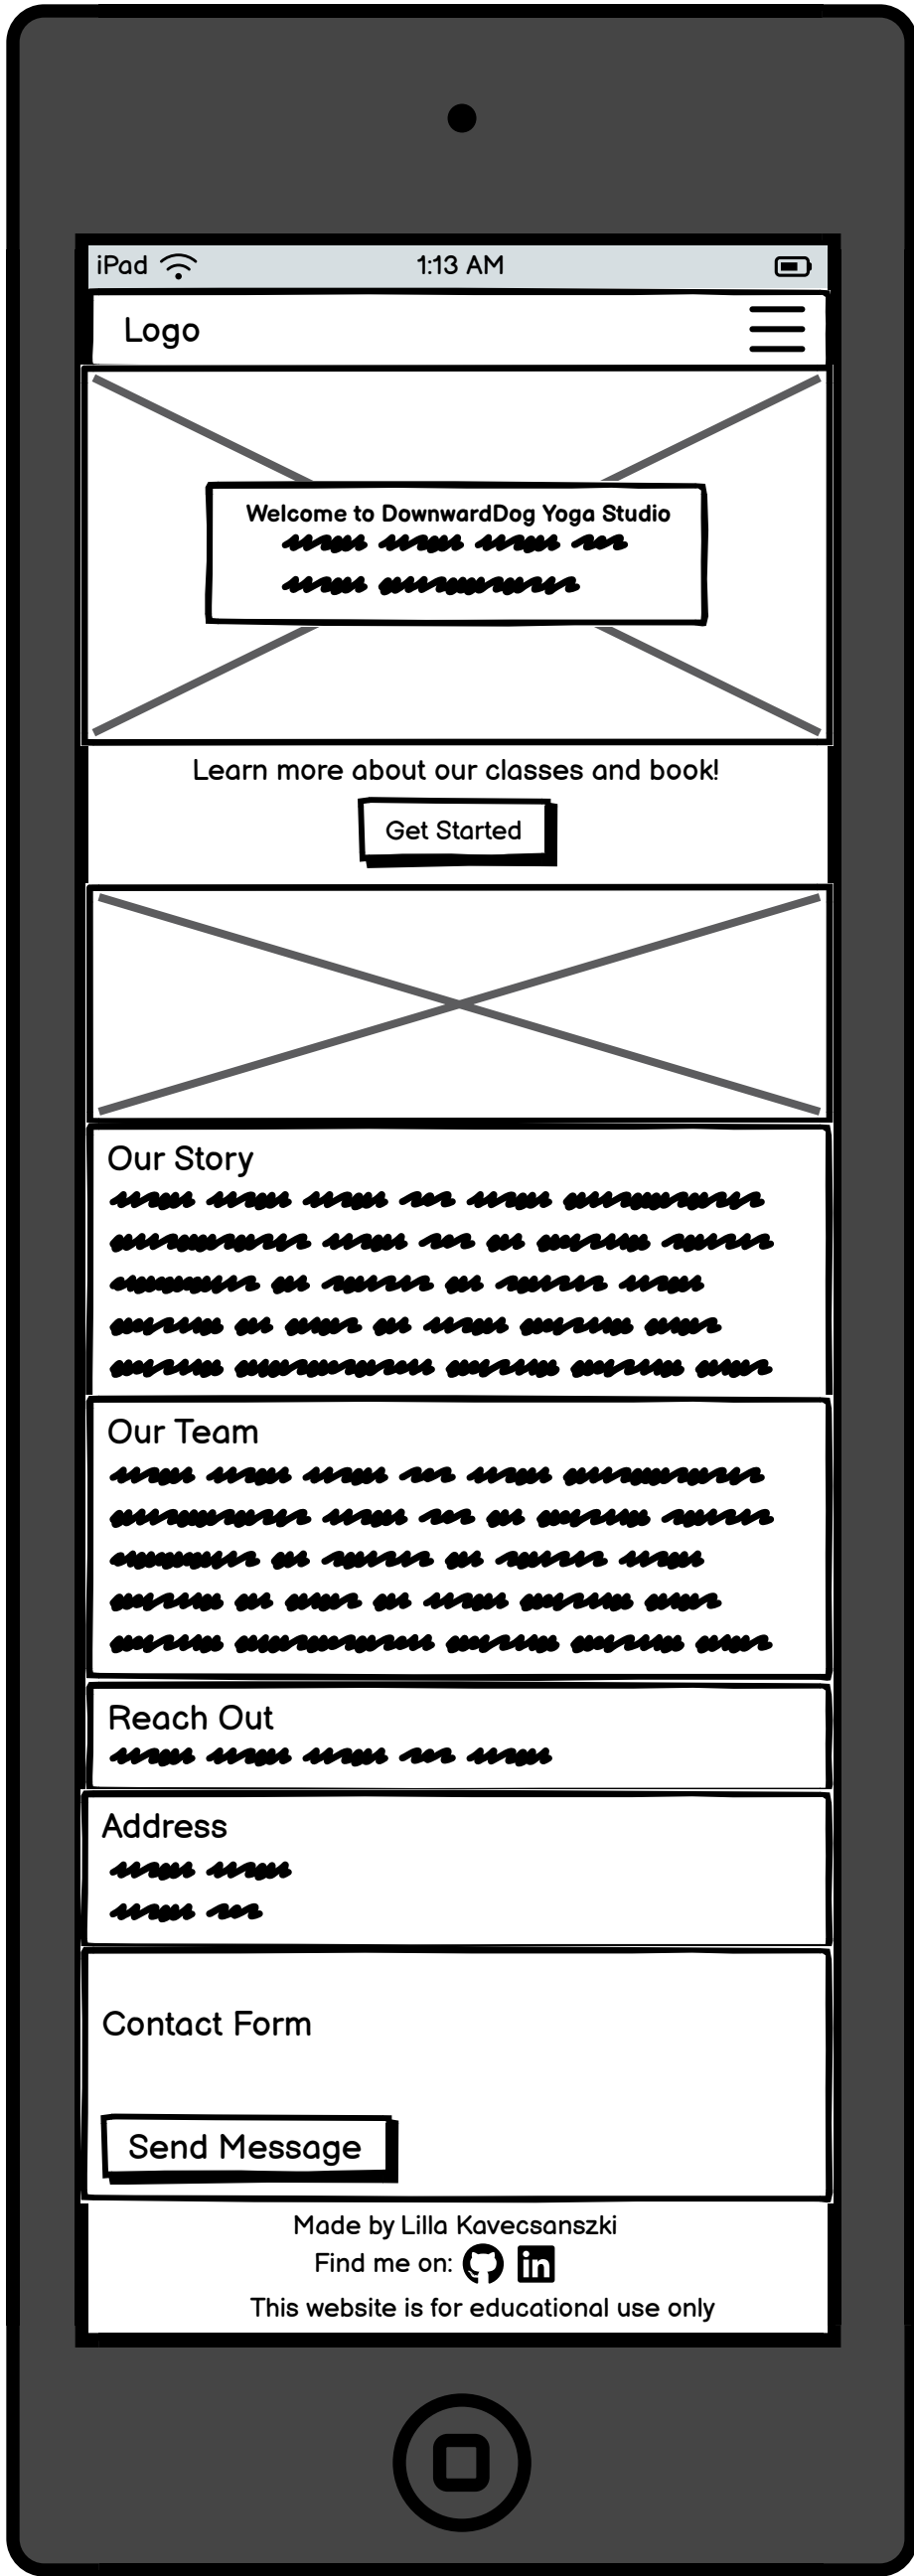 iPad 1:13 AM
Logo
Welcome to DownwardDog Yoga Studio
Learn more about our classes and book!
Get Started
Our Story
Our Team
Reach Out
Address
Contact Form
Send Message
Made by Lilla Kavecsanszki
Find me on: in
This website is for educational use only